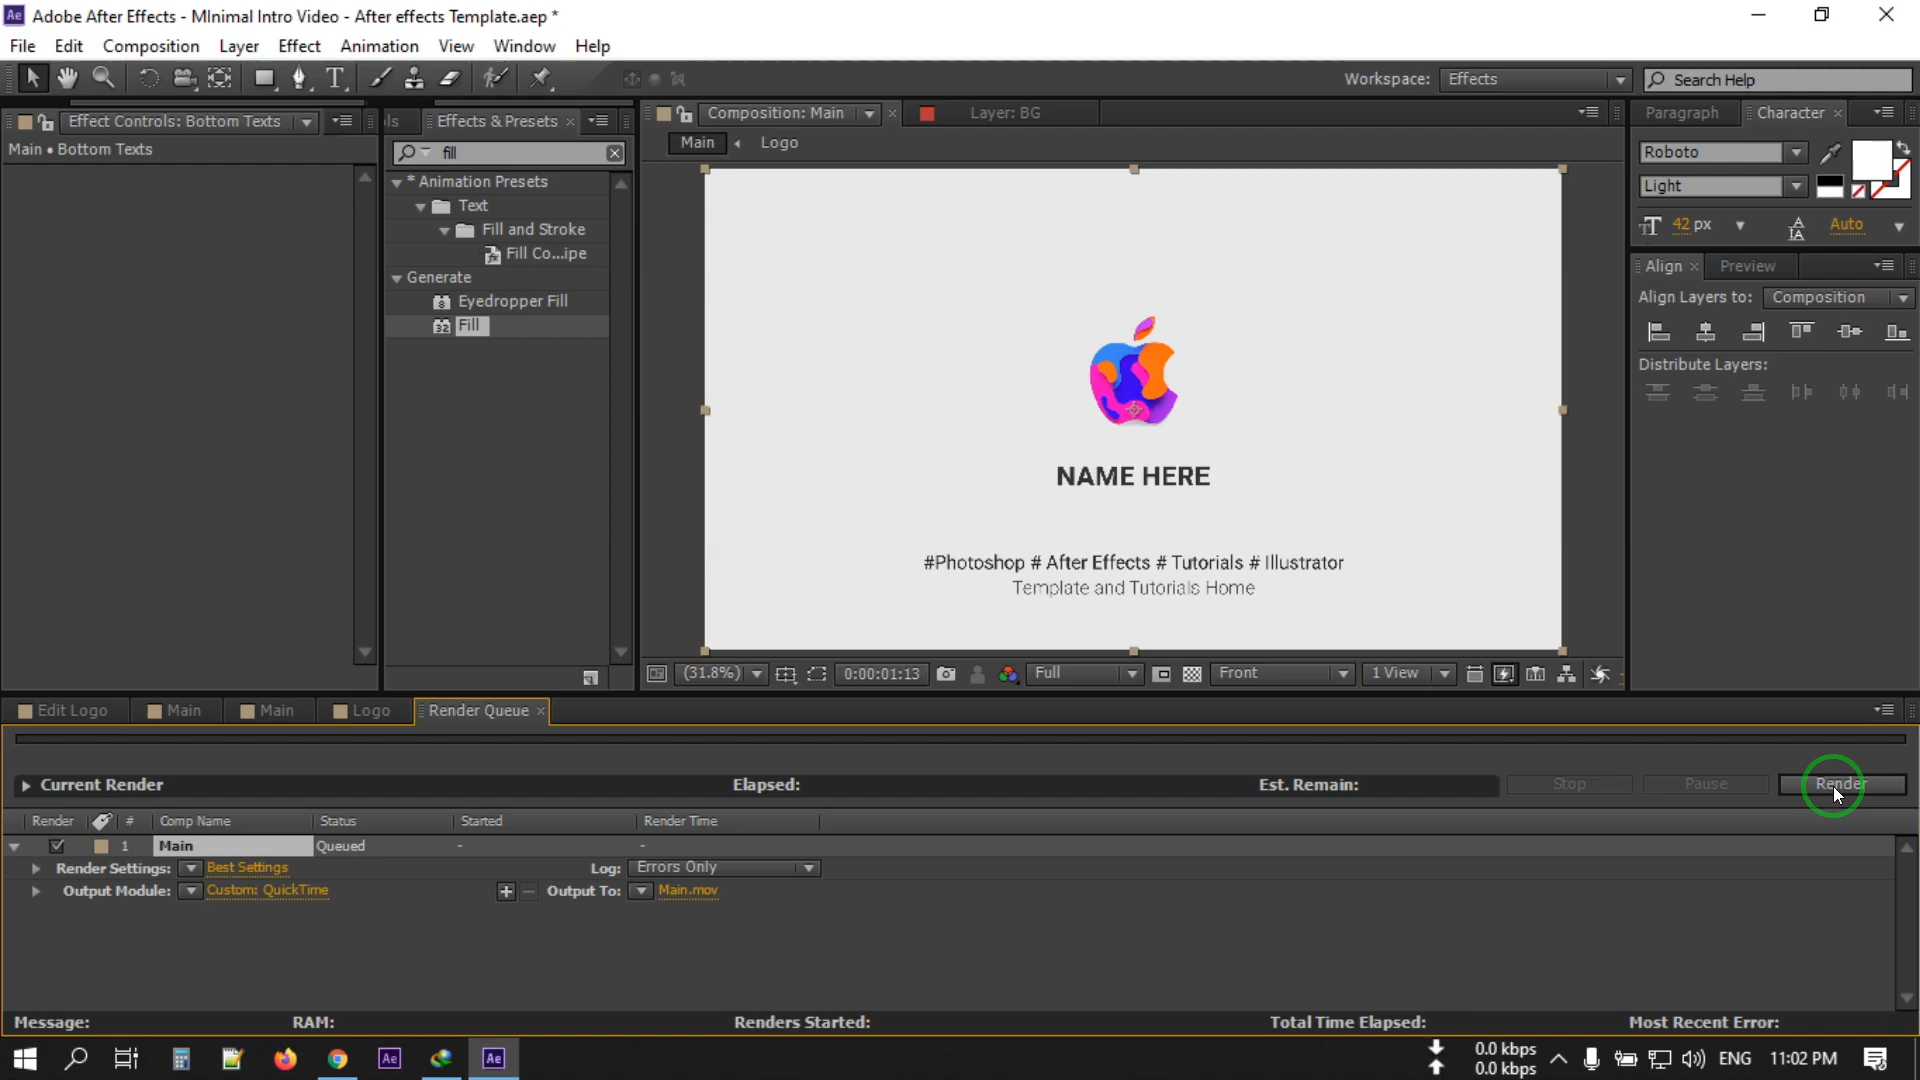 Adobe After Effects - MInimal Intro Video - After effects Template.aep *
File Edit Composition Layer Effect Animation View Window Help
Workspace: Effects Search Help
Effect Controls: Bottom Texts
Main • Bottom Texts
ols Effects & Presets
fill
* Animation Presets
Text
Fill and Stroke
Fill Co...ipe
Generate
Eyedropper Fill
Fill
Composition: Main Layer: BG
Main Logo
NAME HERE
#Photoshop # After Effects # Tutorials # Illustrator
Template and Tutorials Home
(31.8%) 0:00:01:13 Full Front 1 View
Paragraph Character
Roboto
Light
42 px Auto
Align Preview
Align Layers to: Composition
Distribute Layers:
Edit Logo Main Main Logo Render Queue
Current Render Elapsed: Est. Remain: Stop Pause Render
Render # Comp Name Status Started Render Time
1 Main Queued - -
Render Settings: Best Settings Log: Errors Only
Output Module: Custom: QuickTime Output To: Main.mov
Message: RAM: Renders Started: Total Time Elapsed: Most Recent Error:
0.0 kbps
0.0 kbps
ENG 11:02 PM